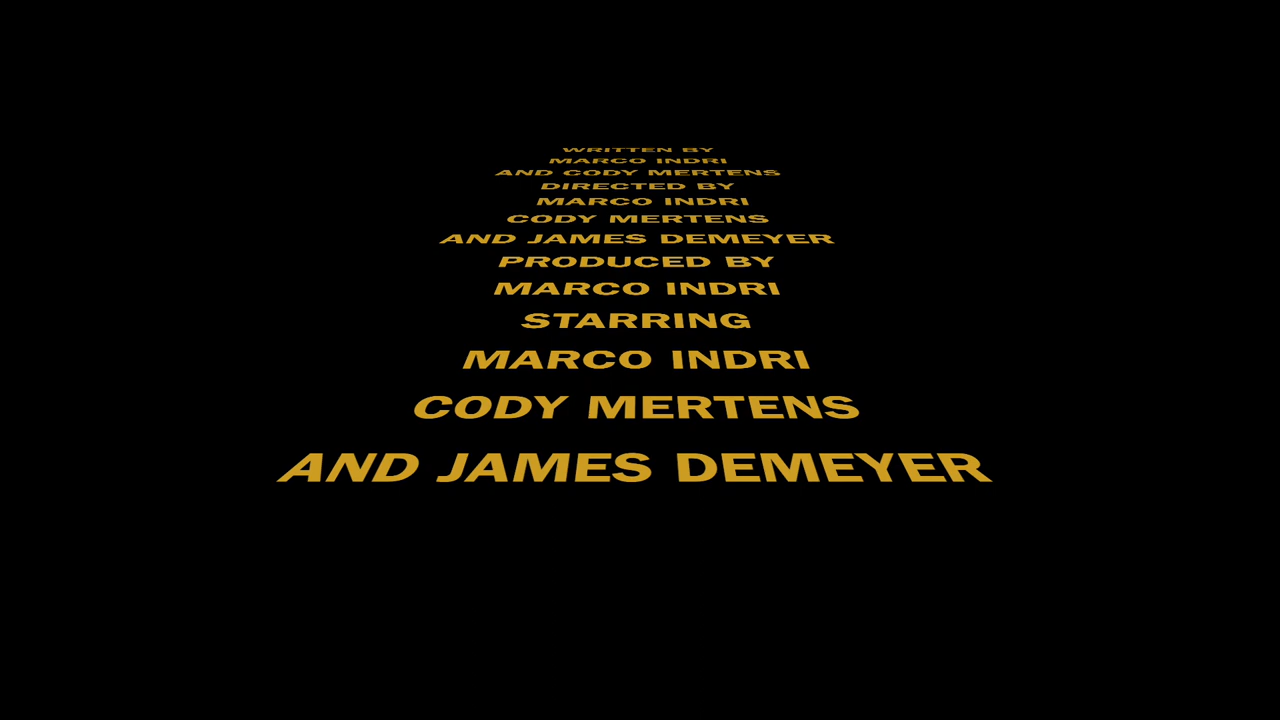 WRITTEN BY
MARCO INDRI
AND CODY MERTENS
DIRECTED BY
MARCO INDRI
CODY MERTENS
AND JAMES DEMEYER
PRODUCED BY
MARCO INDRI
STARRING
MARCO INDRI
CODY MERTENS
AND JAMES DEMEYER